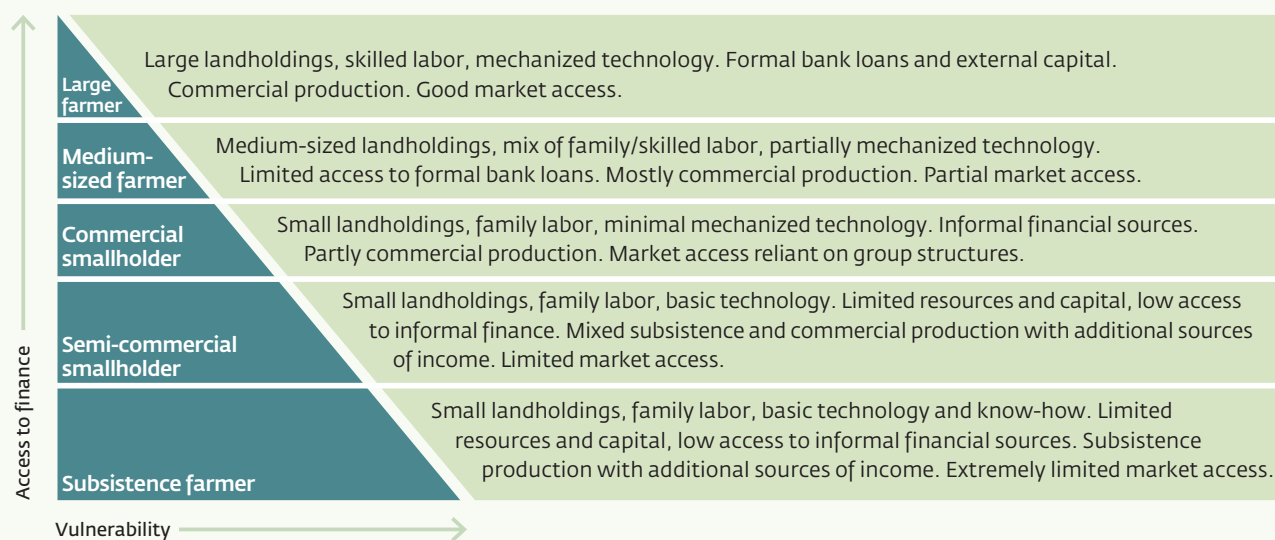 Access to finance
Large
farmer
Large landholdings, skilled labor, mechanized technology. Formal bank loans and external capital.
Commercial production. Good market access.
Medium-
sized farmer
Medium-sized landholdings, mix of family/skilled labor, partially mechanized technology.
Limited access to formal bank loans. Mostly commercial production. Partial market access.
Commercial
smallholder
Small landholdings, family labor, minimal mechanized technology. Informal financial sources.
Partly commercial production. Market access reliant on group structures.
Semi-commercial
smallholder
Small landholdings, family labor, basic technology. Limited resources and capital, low access
to informal finance. Mixed subsistence and commercial production with additional sources
of income. Limited market access.
Subsistence farmer
Small landholdings, family labor, basic technology and know-how. Limited
resources and capital, low access to informal financial sources. Subsistence
production with additional sources of income. Extremely limited market access.
Vulnerability